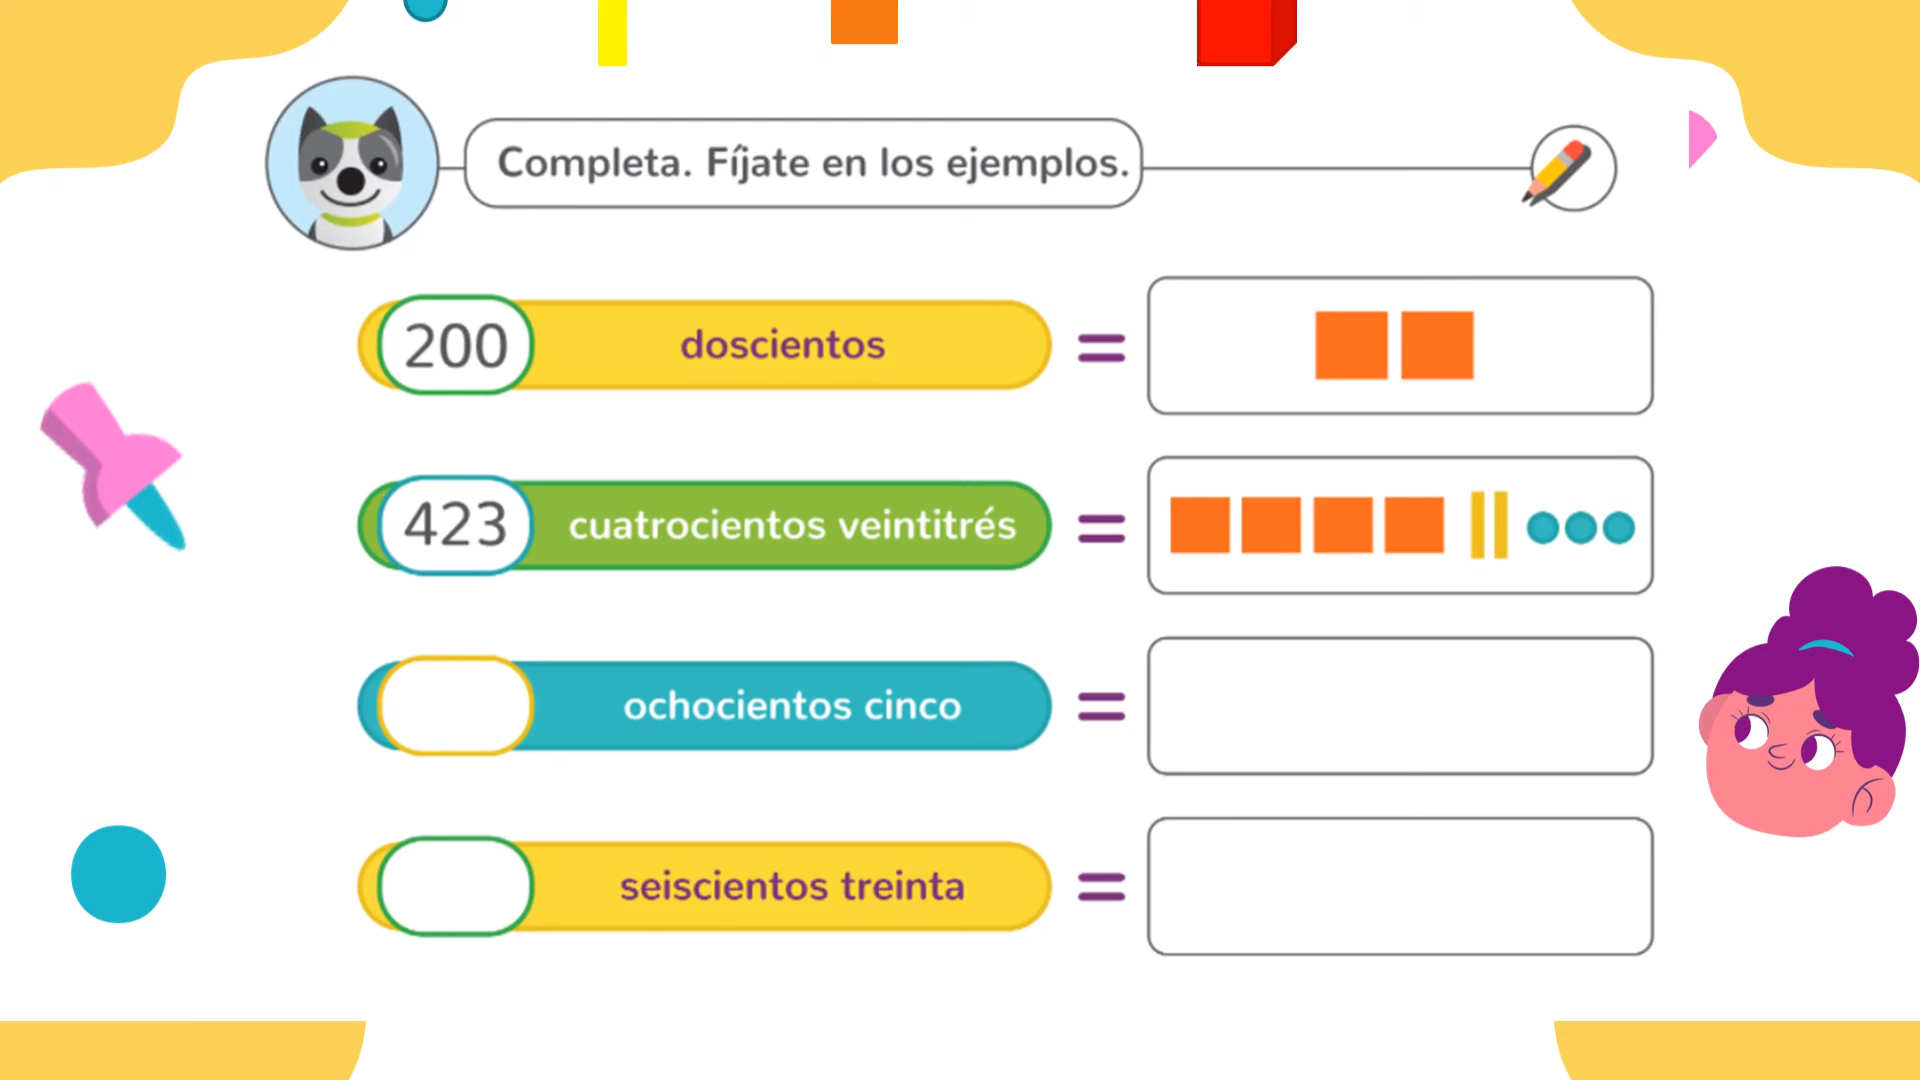 Completa. Fíjate en los ejemplos.
200 doscientos =
423 cuatrocientos veintitrés =
ochocientos cinco =
seiscientos treinta =